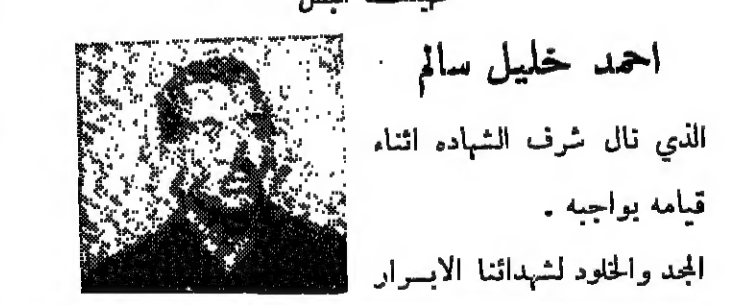 احمد خليل سالم
الذي نال شرف الشهاده اثناء
قيامه بواجبه .
المجد والخلود لشهدائنا الابرار